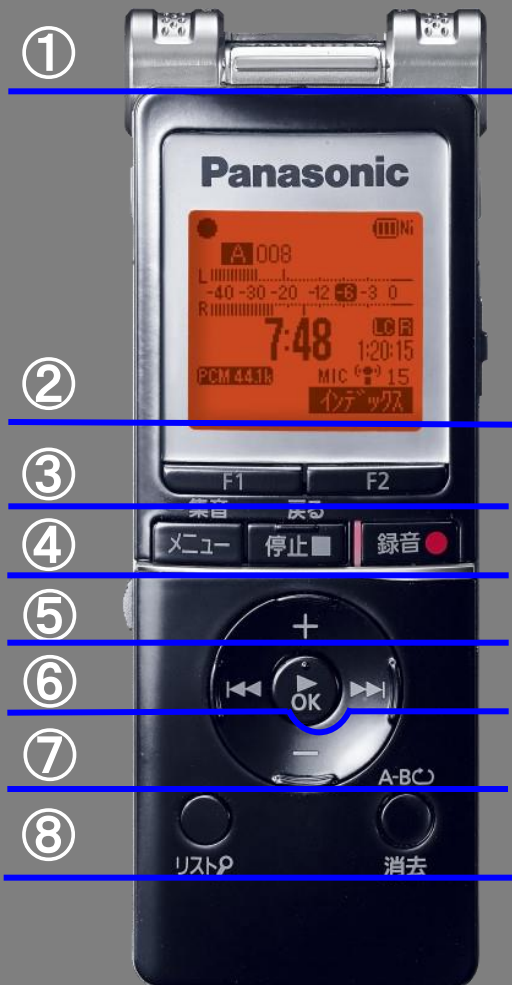 ①
Panasonic
Ni
A 008
L
-40 -30 -20 -12 -6 -3 0
R
7:48 LC R
1:20:15
PCM 44.1k MIC 15
② インデックス
③ F1 F2
集音 戻る
④ メニュー 停止■ 録音●
⑤ +
⑥ ⏮ ▶ ⏭
OK
⑦ −
A-B
⑧
リスト 消去